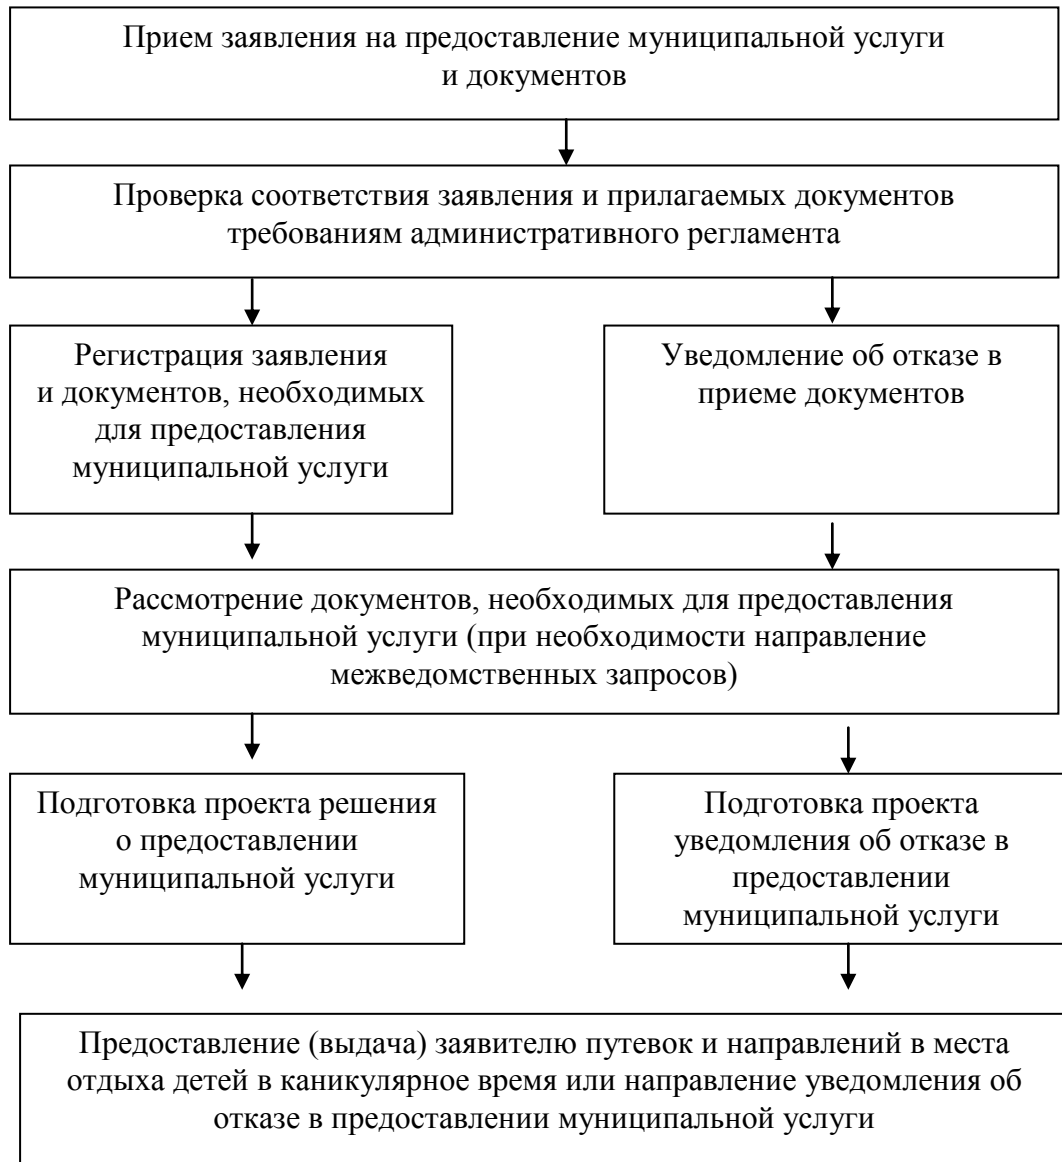 Прием заявления на предоставление муниципальной услуги
и документов
Проверка соответствия заявления и прилагаемых документов
требованиям административного регламента
Регистрация заявления
и документов, необходимых
для предоставления
муниципальной услуги
Уведомление об отказе в
приеме документов
Рассмотрение документов, необходимых для предоставления
муниципальной услуги (при необходимости направление
межведомственных запросов)
Подготовка проекта решения
о предоставлении
муниципальной услуги
Подготовка проекта
уведомления об отказе в
предоставлении
муниципальной услуги
Предоставление (выдача) заявителю путевок и направлений в места
отдыха детей в каникулярное время или направление уведомления об
отказе в предоставлении муниципальной услуги